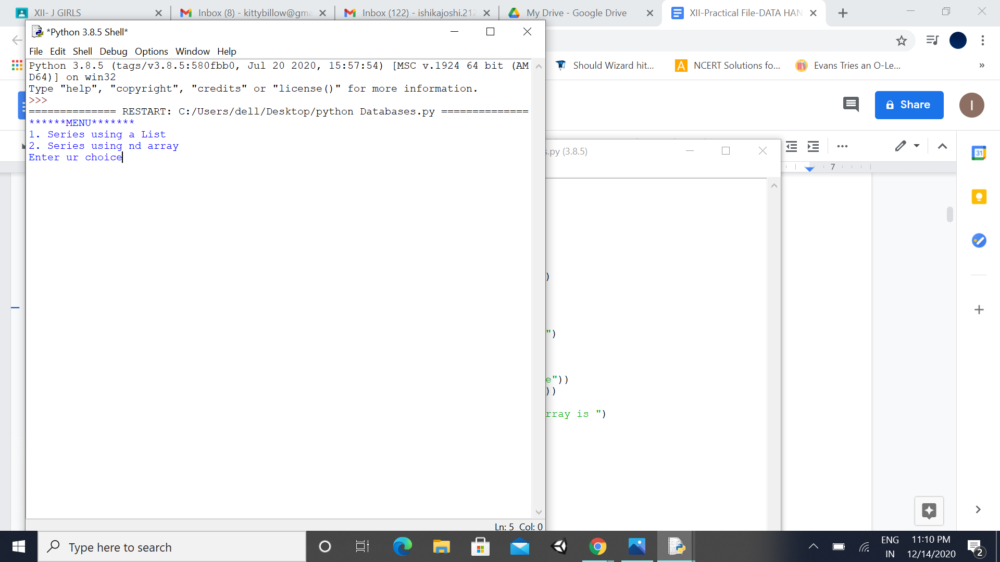 XII- J GIRLS
Inbox (8) - kittybillow@gma
Inbox (122) - ishikajoshi.212
My Drive - Google Drive
XII-Practical File-DATA HAN
*Python 3.8.5 Shell*
File Edit Shell Debug Options Window Help
Should Wizard hit...
NCERT Solutions fo...
Evans Tries an O-Le...
»
Python 3.8.5 (tags/v3.8.5:580fbb0, Jul 20 2020, 15:57:54) [MSC v.1924 64 bit (AM
D64)] on win32
Type "help", "copyright", "credits" or "license()" for more information.
>>>
============== RESTART: C:/Users/dell/Desktop/python Databases.py ==============
******MENU*******
1. Series using a List
2. Series using nd array
Enter ur choice
Share
I
s.py (3.8.5)
7
31
)
")
e"))
))
rray is ")
Ln: 5 Col: 0
Type here to search
ENG
IN
11:10 PM
12/14/2020
2